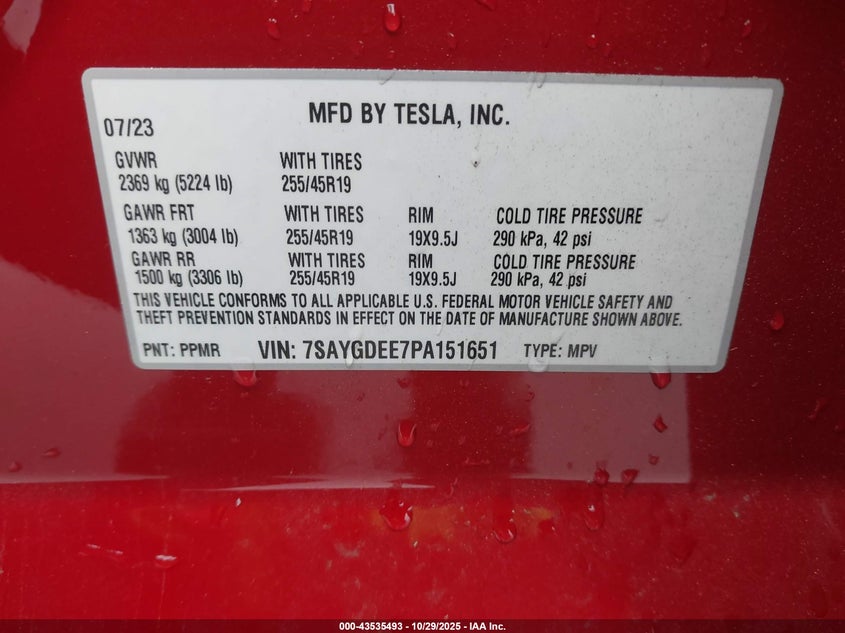 07/23 MFD BY TESLA, INC.
GVWR WITH TIRES
2369 kg (5224 lb) 255/45R19
GAWR FRT WITH TIRES RIM COLD TIRE PRESSURE
1363 kg (3004 lb) 255/45R19 19X9.5J 290 kPa, 42 psi
GAWR RR WITH TIRES RIM COLD TIRE PRESSURE
1500 kg (3306 lb) 255/45R19 19X9.5J 290 kPa, 42 psi
THIS VEHICLE CONFORMS TO ALL APPLICABLE U.S. FEDERAL MOTOR VEHICLE SAFETY AND
THEFT PREVENTION STANDARDS IN EFFECT ON THE DATE OF MANUFACTURE SHOWN ABOVE.
PNT: PPMR VIN: 7SAYGDEE7PA151651 TYPE: MPV
000-43535493 - 10/29/2025 - IAA Inc.